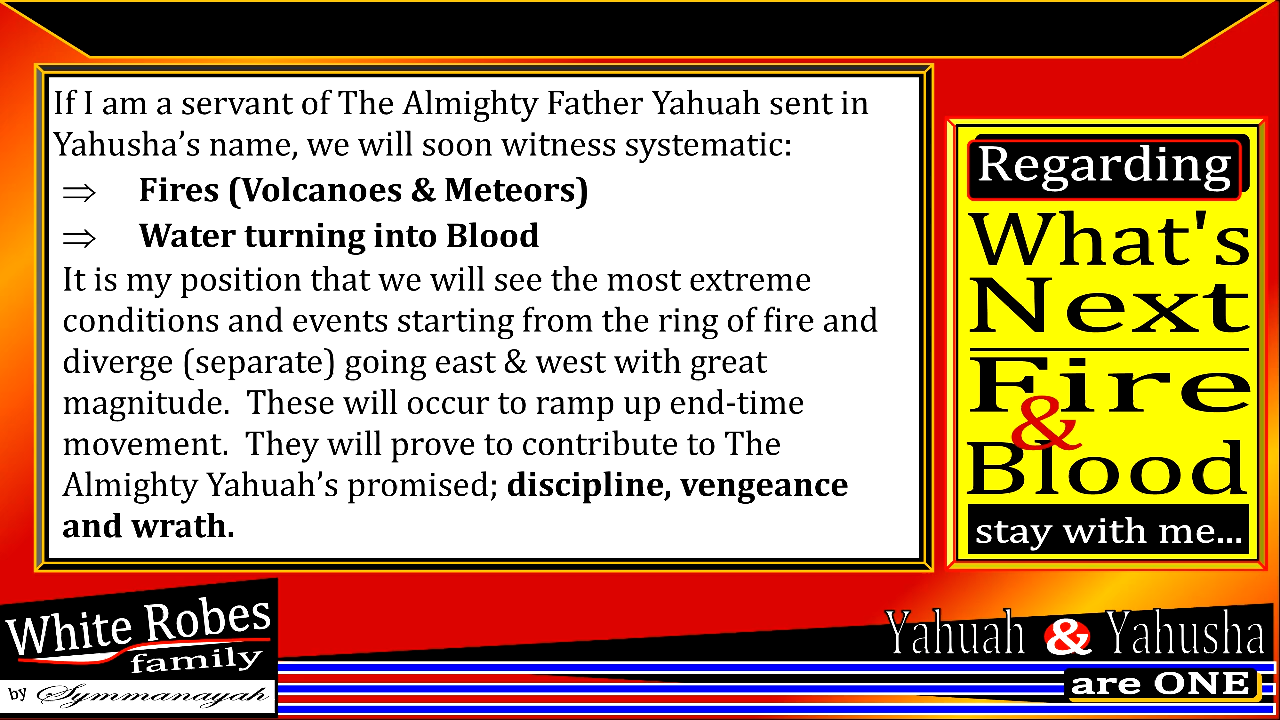 If I am a servant of The Almighty Father Yahuah sent in
Yahusha's name, we will soon witness systematic:
⇒ Fires (Volcanoes & Meteors)
⇒ Water turning into Blood
It is my position that we will see the most extreme
conditions and events starting from the ring of fire and
diverge (separate) going east & west with great
magnitude.  These will occur to ramp up end-time
movement.  They will prove to contribute to The
Almighty Yahuah's promised; discipline, vengeance
and wrath.
Regarding
What's
Next
Fire
&
Blood
stay with me...
White Robes
family
by Symmanayah
Yahuah & Yahusha
are ONE